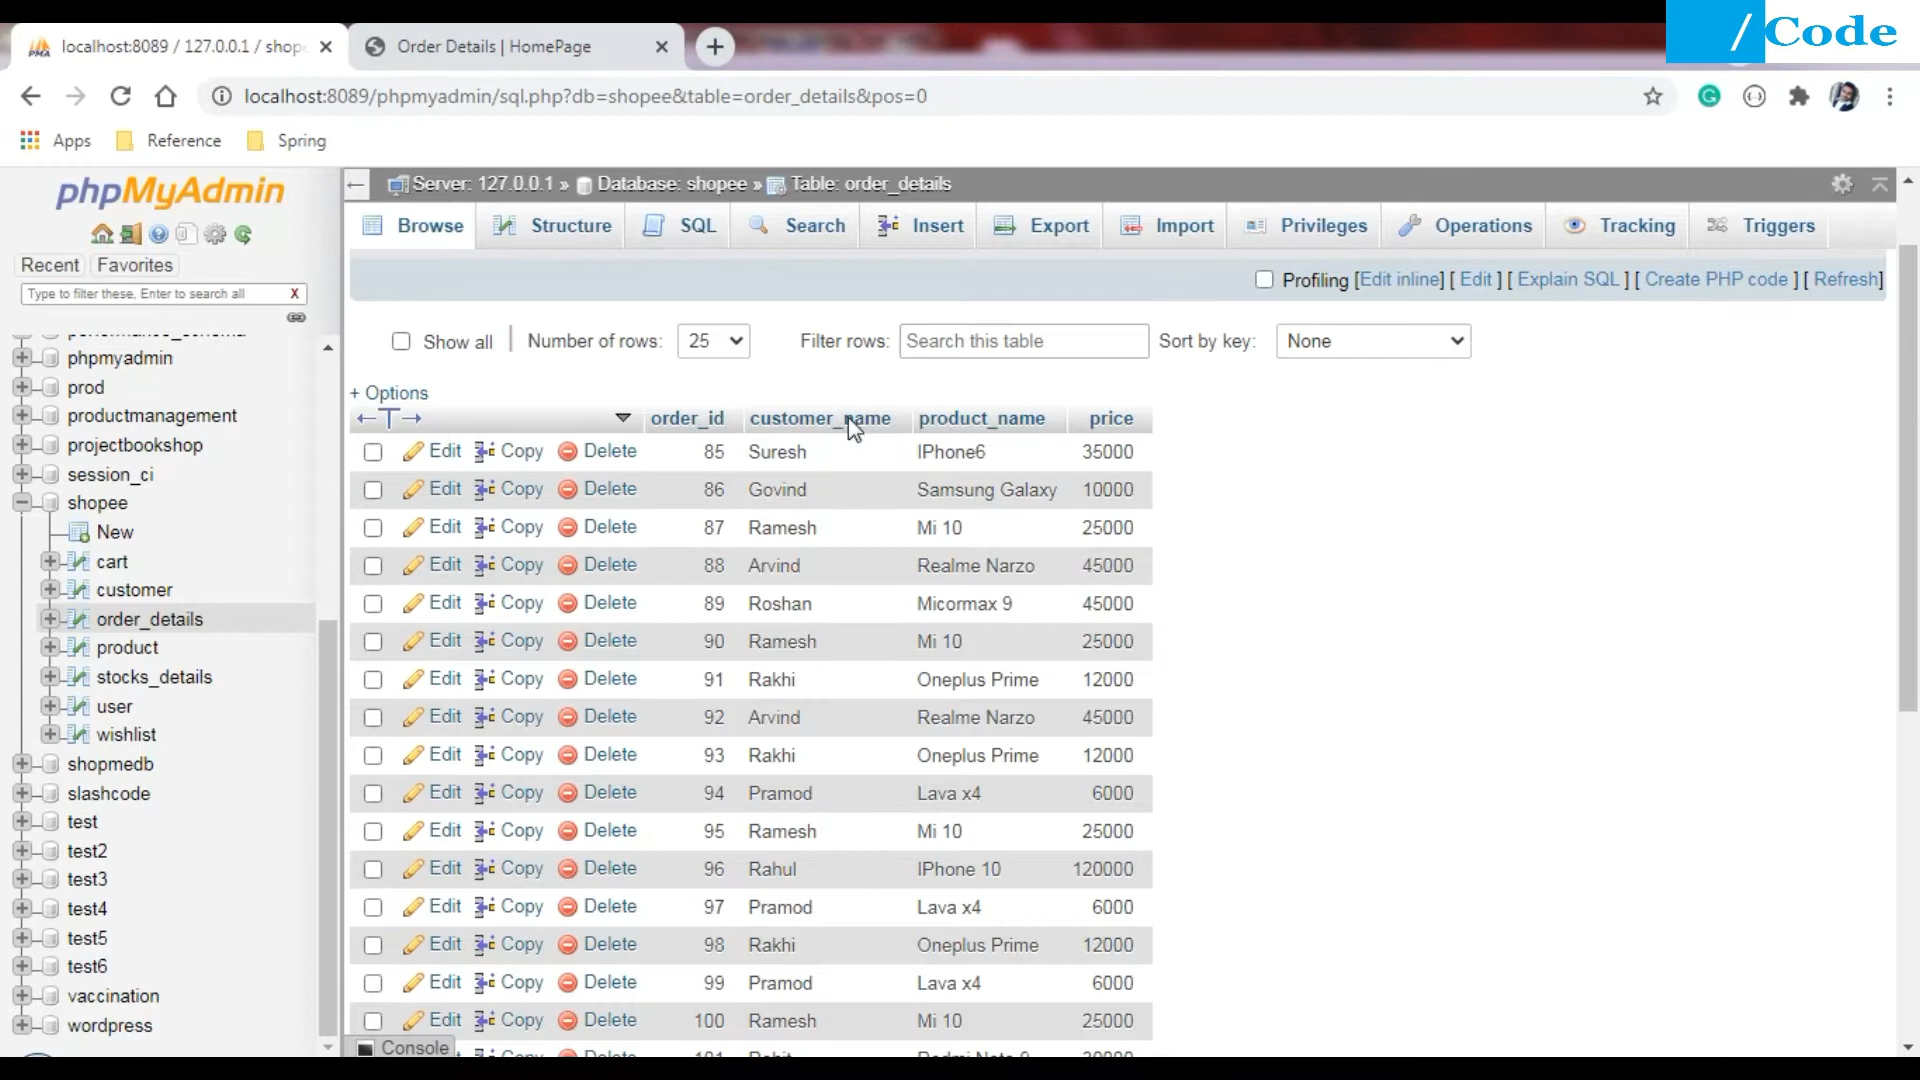 /Code
localhost:8089 / 127.0.0.1 / shop
Order Details | HomePage
localhost:8089/phpmyadmin/sql.php?db=shopee&table=order_details&pos=0
Apps Reference Spring
phpMyAdmin
Recent Favorites
Type to filter these, Enter to search all X
phpmyadmin
prod
productmanagement
projectbookshop
session_ci
shopee
New
cart
customer
order_details
product
stocks_details
user
wishlist
shopmedb
slashcode
test
test2
test3
test4
test5
test6
vaccination
wordpress
Server: 127.0.0.1 » Database: shopee » Table: order_details
Browse Structure SQL Search Insert Export Import Privileges Operations Tracking Triggers
Profiling [Edit inline] [ Edit ] [ Explain SQL ] [ Create PHP code ] [ Refresh]
Show all Number of rows: 25 Filter rows: Search this table Sort by key: None
+ Options
order_id customer_name product_name price
Edit Copy Delete 85 Suresh IPhone6 35000
Edit Copy Delete 86 Govind Samsung Galaxy 10000
Edit Copy Delete 87 Ramesh Mi 10 25000
Edit Copy Delete 88 Arvind Realme Narzo 45000
Edit Copy Delete 89 Roshan Micormax 9 45000
Edit Copy Delete 90 Ramesh Mi 10 25000
Edit Copy Delete 91 Rakhi Oneplus Prime 12000
Edit Copy Delete 92 Arvind Realme Narzo 45000
Edit Copy Delete 93 Rakhi Oneplus Prime 12000
Edit Copy Delete 94 Pramod Lava x4 6000
Edit Copy Delete 95 Ramesh Mi 10 25000
Edit Copy Delete 96 Rahul IPhone 10 120000
Edit Copy Delete 97 Pramod Lava x4 6000
Edit Copy Delete 98 Rakhi Oneplus Prime 12000
Edit Copy Delete 99 Pramod Lava x4 6000
Edit Copy Delete 100 Ramesh Mi 10 25000
Console